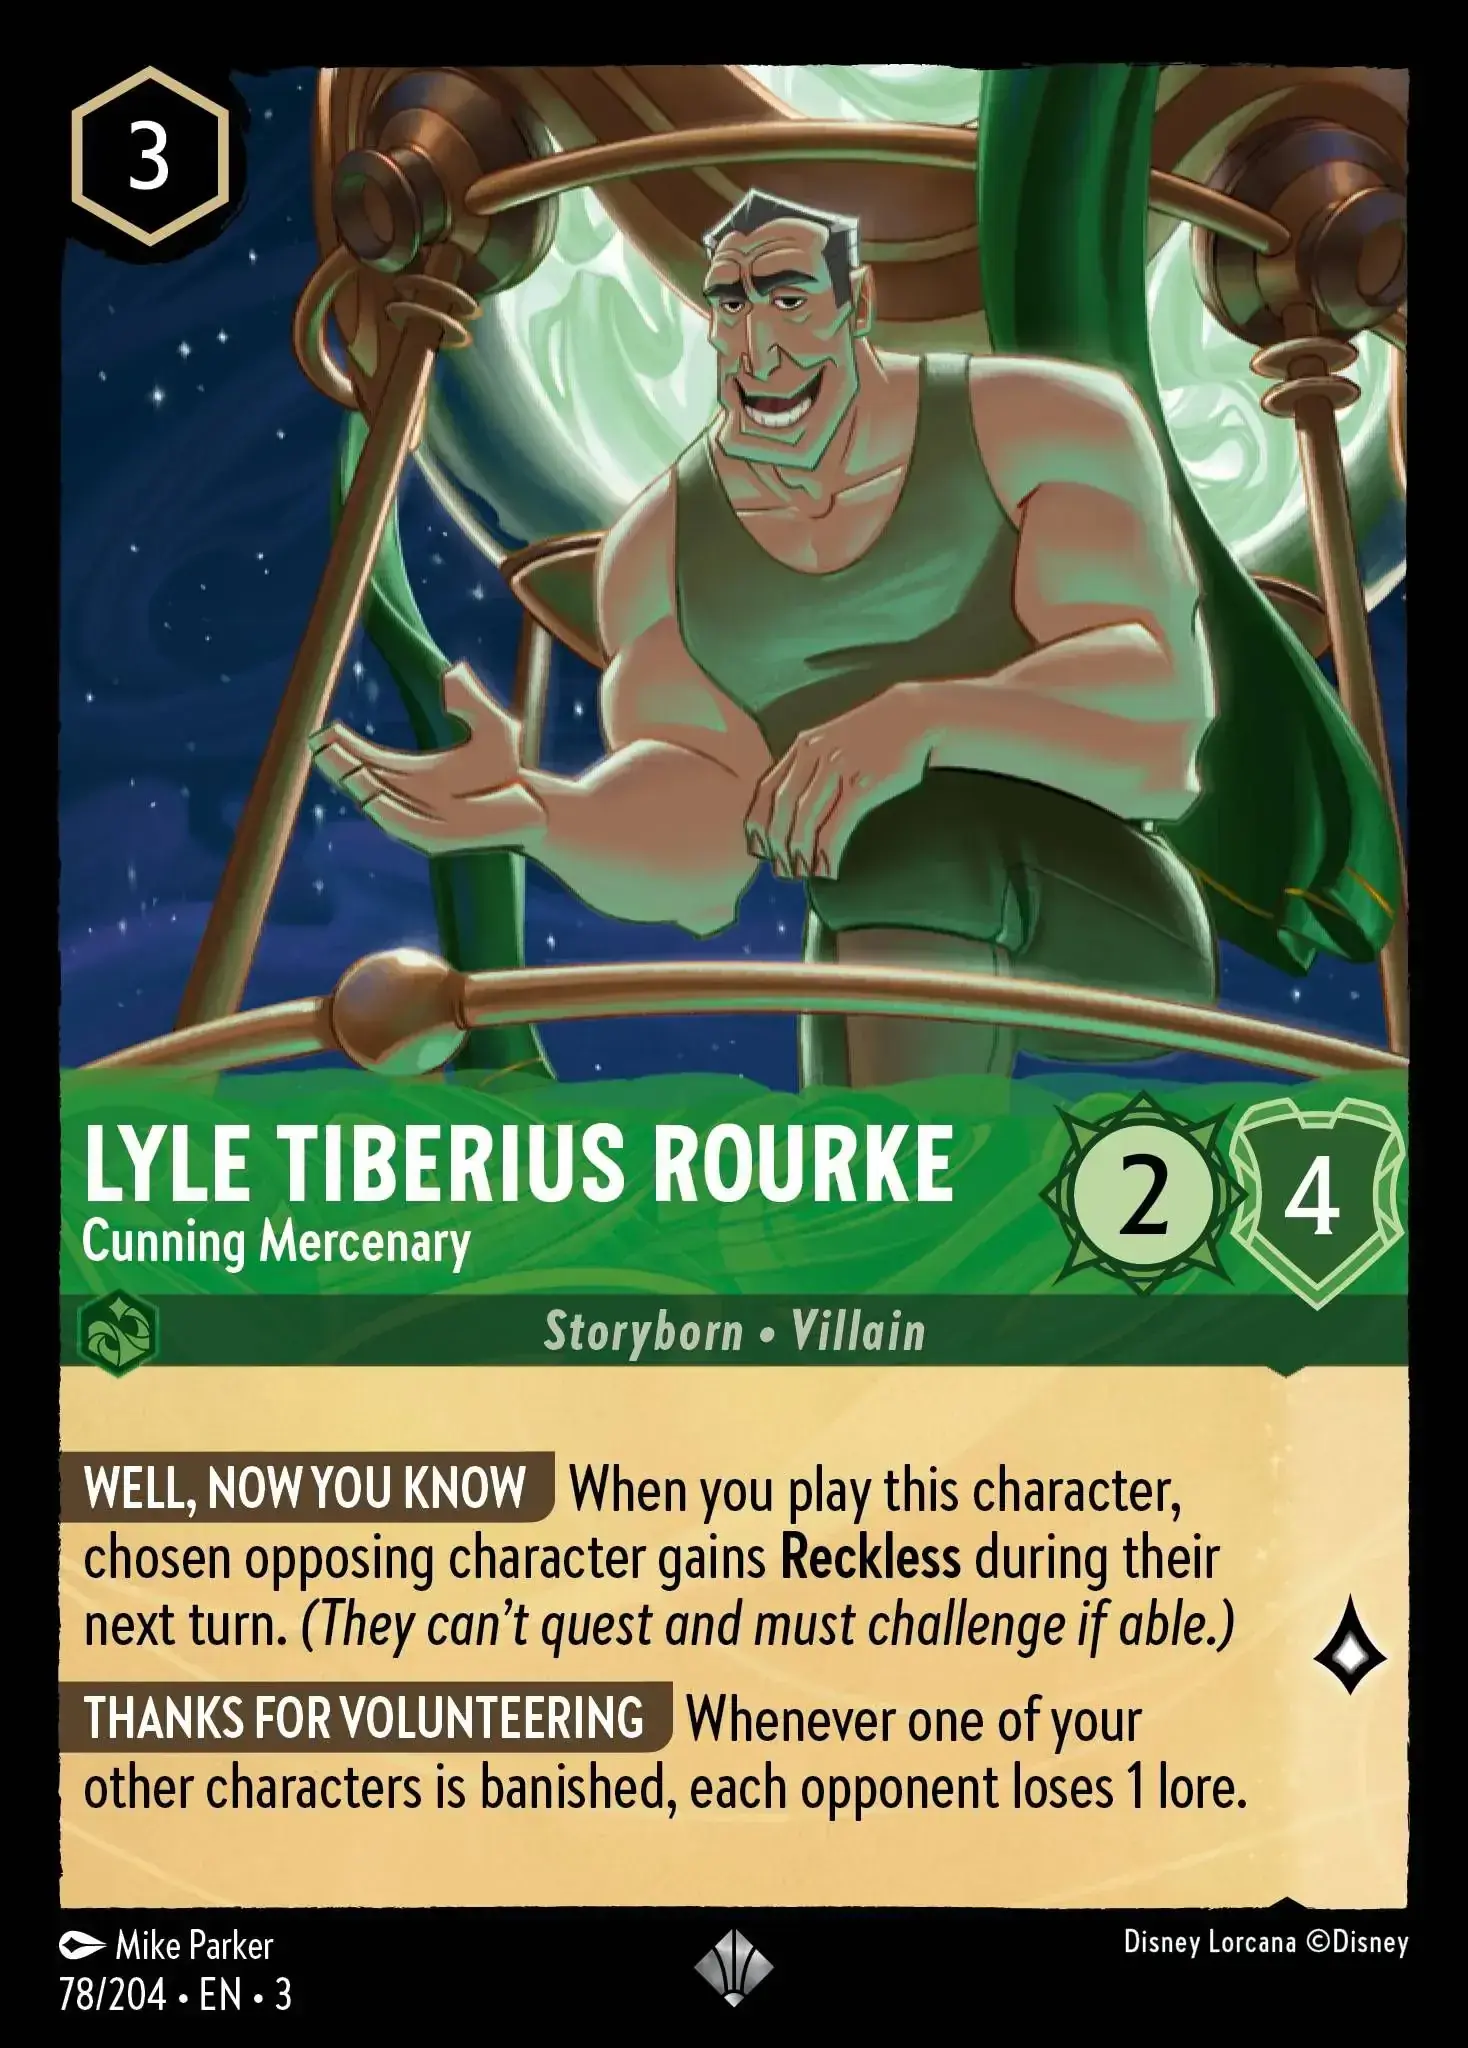 3
LYLE TIBERIUS ROURKE
Cunning Mercenary
2
4
Storyborn • Villain
WELL, NOW YOU KNOW When you play this character,
chosen opposing character gains Reckless during their
next turn. (They can't quest and must challenge if able.)
THANKS FOR VOLUNTEERING Whenever one of your
other characters is banished, each opponent loses 1 lore.
Mike Parker
Disney Lorcana ©Disney
78/204 • EN • 3